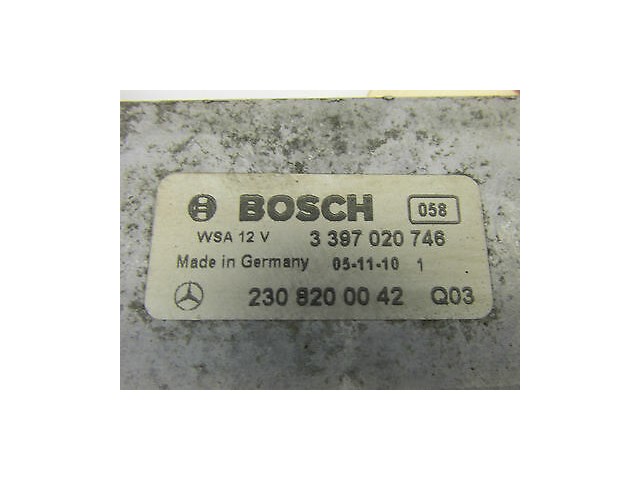 BOSCH 058
WSA 12 V 3 397 020 746
Made in Germany 05-11-10 1
230 820 00 42 Q03